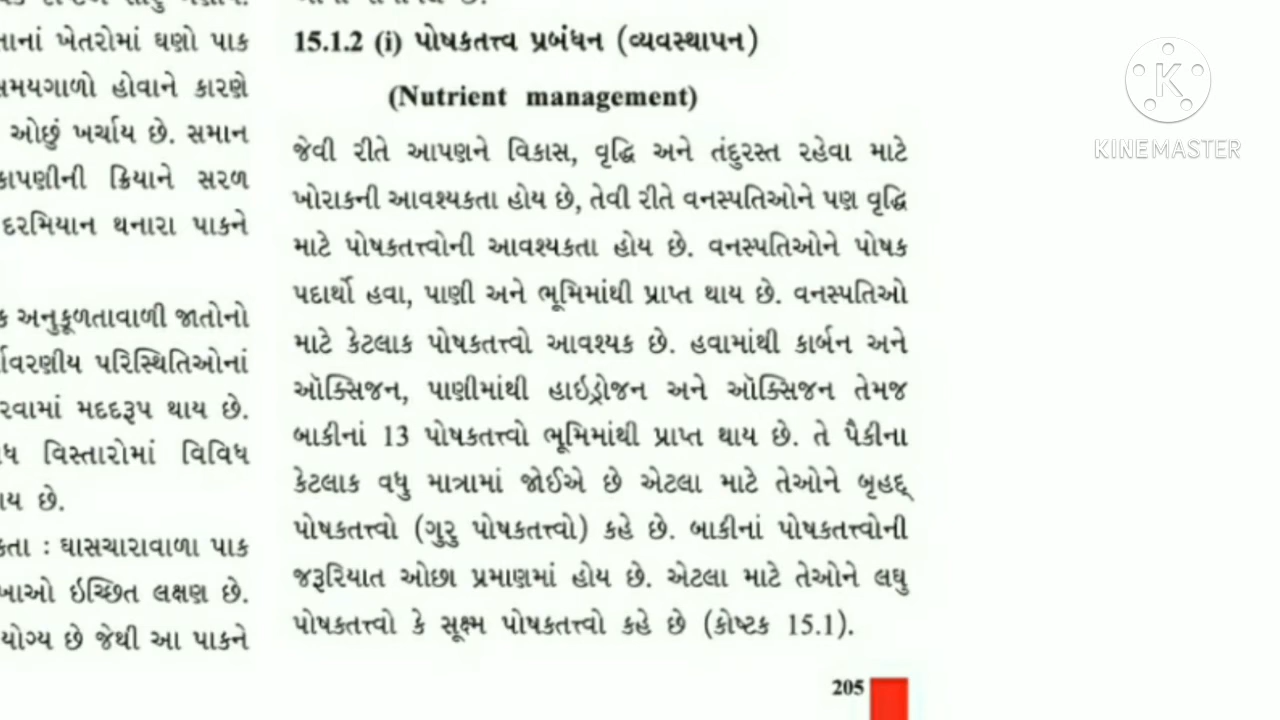 તાનાં ખેતરોમાં ઘણો પાક
સમયગાળો હોવાને કારણે
ઓછું ખર્ચાય છે. સમાન
કાપણીની ક્રિયાને સરળ
દરમિયાન થનારા પાકને
અનુકૂળતાવાળી જાતોનો
પરિસ્થિતિઓનાં
મદદરૂપ થાય છે.
વિસ્તારોમાં વિવિધ
છે.
ઘાસચારાવાળા પાક
ઇચ્છિત લક્ષણ છે.
યોગ્ય છે જેથી આ પાકને
15.1.2 (i) પોષકતત્ત્વ પ્રબંધન (વ્યવસ્થાપન)
(Nutrient management)
જેવી રીતે આપણને વિકાસ, વૃદ્ધિ અને તંદુરસ્ત રહેવા માટે
ખોરાકની આવશ્યકતા હોય છે, તેવી રીતે વનસ્પતિઓને પણ વૃદ્ધિ
માટે પોષકતત્ત્વોની આવશ્યકતા હોય છે. વનસ્પતિઓને પોષક
પદાર્થો હવા, પાણી અને ભૂમિમાંથી પ્રાપ્ત થાય છે. વનસ્પતિઓ
માટે કેટલાક પોષકતત્ત્વો આવશ્યક છે. હવામાંથી કાર્બન અને
ઑક્સિજન, પાણીમાંથી હાઇડ્રોજન અને ઑક્સિજન તેમજ
બાકીનાં 13 પોષકતત્ત્વો ભૂમિમાંથી પ્રાપ્ત થાય છે. તે પૈકીના
કેટલાક વધુ માત્રામાં જોઈએ છે એટલા માટે તેઓને બૃહદ્
પોષકતત્ત્વો (ગુરુ પોષકતત્ત્વો) કહે છે. બાકીનાં પોષકતત્ત્વોની
જરૂરિયાત ઓછા પ્રમાણમાં હોય છે. એટલા માટે તેઓને લઘુ
પોષકતત્ત્વો કે સૂક્ષ્મ પોષકતત્ત્વો કહે છે (કોષ્ટક 15.1).
205
KINEMASTER